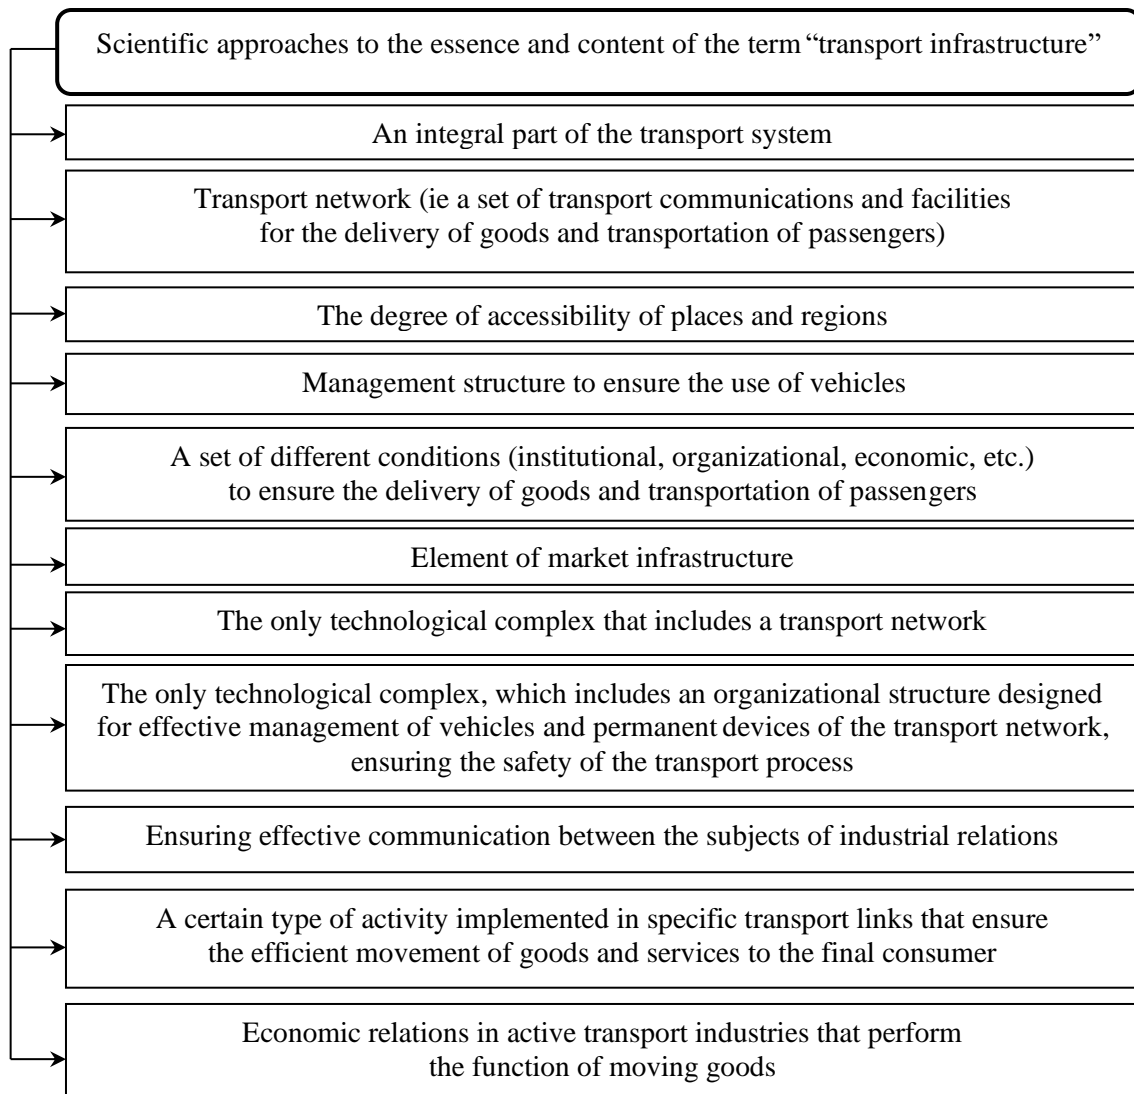 Scientific approaches to the essence and content of the term “transport infrastructure”
An integral part of the transport system
Transport network (ie a set of transport communications and facilities
for the delivery of goods and transportation of passengers)
The degree of accessibility of places and regions
Management structure to ensure the use of vehicles
A set of different conditions (institutional, organizational, economic, etc.)
to ensure the delivery of goods and transportation of passengers
Element of market infrastructure
The only technological complex that includes a transport network
The only technological complex, which includes an organizational structure designed
for effective management of vehicles and permanent devices of the transport network,
ensuring the safety of the transport process
Ensuring effective communication between the subjects of industrial relations
A certain type of activity implemented in specific transport links that ensure
the efficient movement of goods and services to the final consumer
Economic relations in active transport industries that perform
the function of moving goods